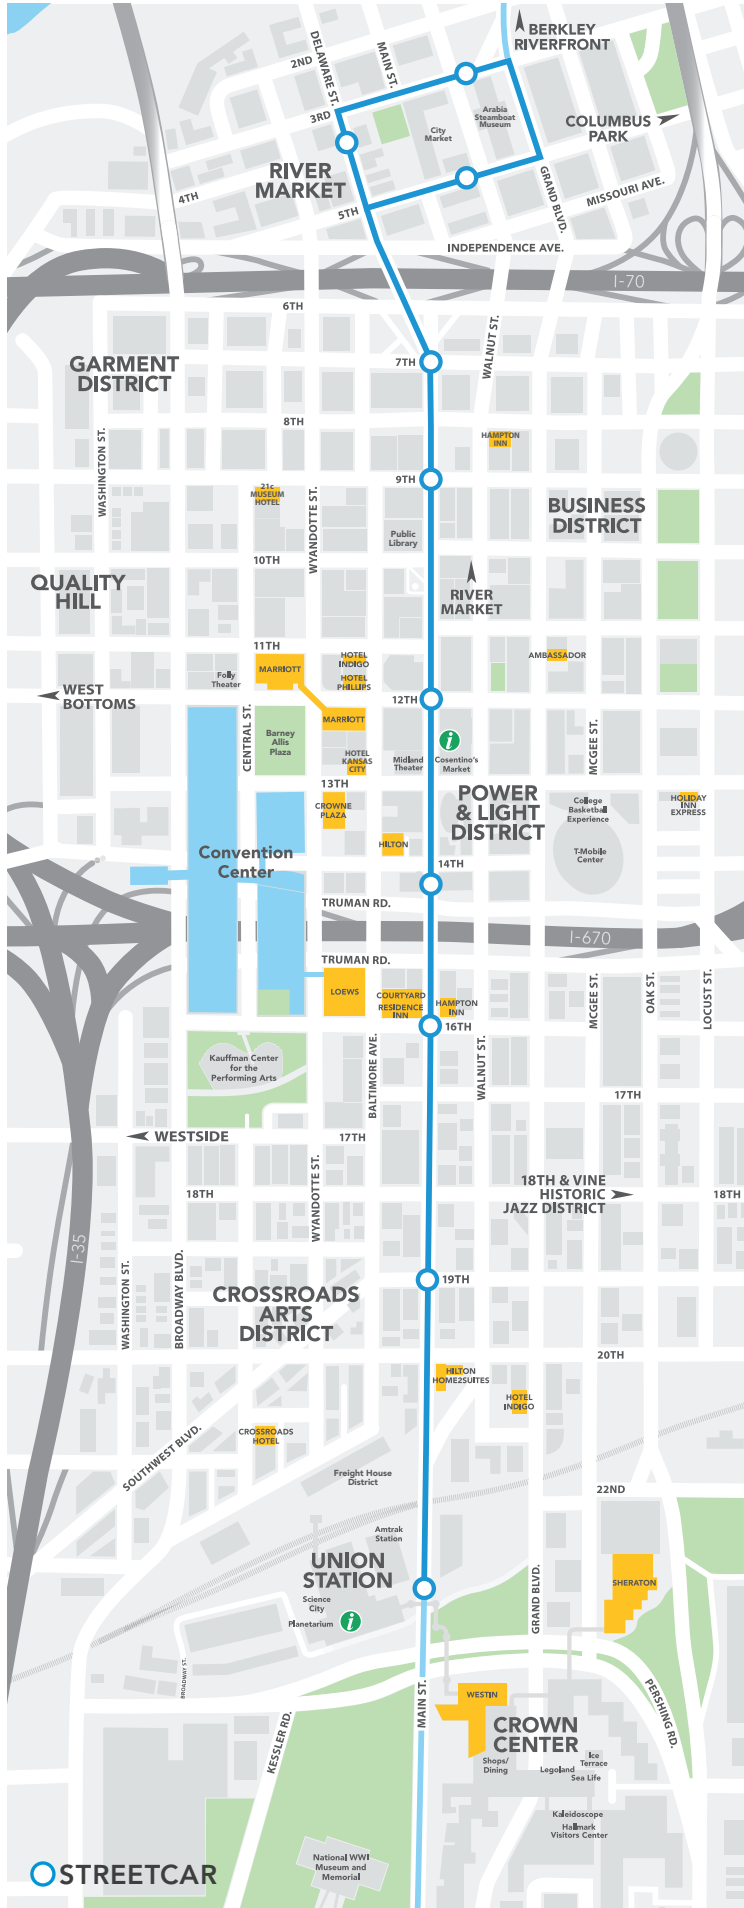 BERKLEY
RIVERFRONT
DELAWARE ST.
2ND
MAIN ST.
3RD
Arabia
Steamboat
Museum
City
Market
COLUMBUS
PARK
RIVER
MARKET
4TH
5TH
GRAND BLVD.
MISSOURI AVE.
INDEPENDENCE AVE.
I-70
6TH
WALNUT ST.
GARMENT
DISTRICT
7TH
8TH
HAMPTON
INN
WASHINGTON ST.
9TH
21c
MUSEUM
HOTEL
WYANDOTTE ST.
BUSINESS
DISTRICT
Public
Library
10TH
QUALITY
HILL
RIVER
MARKET
11TH
MARRIOTT
HOTEL
INDIGO
AMBASSADOR
Folly
Theater
HOTEL
PHILLIPS
WEST
BOTTOMS
12TH
CENTRAL ST.
MARRIOTT
Barney
Allis
Plaza
MCGEE ST.
HOTEL
KANSAS
CITY
Midland
Theater
Cosentino's
Market
13TH
POWER
& LIGHT
DISTRICT
CROWNE
PLAZA
College
Basketball
Experience
HOLIDAY
INN
EXPRESS
HILTON
Convention
Center
T-Mobile
Center
14TH
TRUMAN RD.
I-670
TRUMAN RD.
LOEWS
COURTYARD
RESIDENCE
INN
HAMPTON
INN
MCGEE ST.
OAK ST.
LOCUST ST.
16TH
Kauffman Center
for the
Performing Arts
BALTIMORE AVE.
WALNUT ST.
17TH
WESTSIDE
17TH
WYANDOTTE ST.
18TH & VINE
HISTORIC
JAZZ DISTRICT
18TH
18TH
I-35
WASHINGTON ST.
BROADWAY BLVD.
19TH
CROSSROADS
ARTS
DISTRICT
20TH
HILTON
HOME2SUITES
HOTEL
INDIGO
CROSSROADS
HOTEL
SOUTHWEST BLVD.
Freight House
District
22ND
Amtrak
Station
UNION
STATION
SHERATON
GRAND BLVD.
Science
City
Planetarium
BROADWAY ST.
MAIN ST.
PERSHING RD.
KESSLER RD.
WESTIN
CROWN
CENTER
Shops/
Dining
Ice
Terrace
Legoland
Sea Life
Kaleidoscope
Hallmark
Visitors Center
National WWI
Museum and
Memorial
STREETCAR